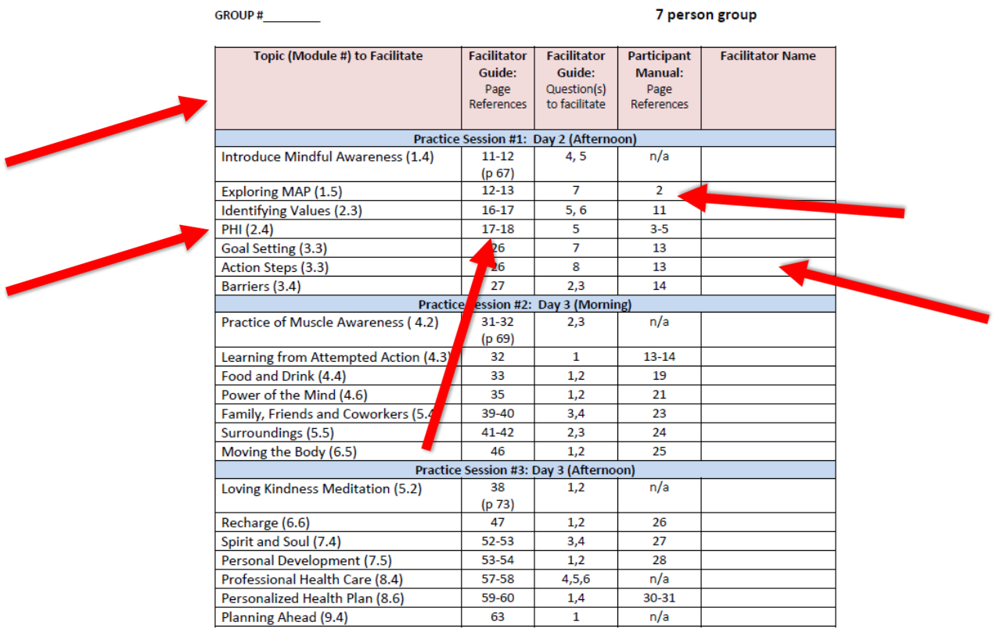 GROUP #_________ 7 person group
Topic (Module #) to Facilitate Facilitator Guide: Page References Facilitator Guide: Question(s) to facilitate Participant Manual: Page References Facilitator Name
Practice Session #1: Day 2 (Afternoon)
Introduce Mindful Awareness (1.4) 11-12 (p 67) 4, 5 n/a
Exploring MAP (1.5) 12-13 7 2
Identifying Values (2.3) 16-17 5, 6 11
PHI (2.4) 17-18 5 3-5
Goal Setting (3.3) 26 7 13
Action Steps (3.3) 26 8 13
Barriers (3.4) 27 2,3 14
Practice Session #2: Day 3 (Morning)
Practice of Muscle Awareness ( 4.2) 31-32 (p 69) 2,3 n/a
Learning from Attempted Action (4.3) 32 1 13-14
Food and Drink (4.4) 33 1,2 19
Power of the Mind (4.6) 35 1,2 21
Family, Friends and Coworkers (5.4 39-40 3,4 23
Surroundings (5.5) 41-42 2,3 24
Moving the Body (6.5) 46 1,2 25
Practice Session #3: Day 3 (Afternoon)
Loving Kindness Meditation (5.2) 38 (p 73) 1,2 n/a
Recharge (6.6) 47 1,2 26
Spirit and Soul (7.4) 52-53 3,4 27
Personal Development (7.5) 53-54 1,2 28
Professional Health Care (8.4) 57-58 4,5,6 n/a
Personalized Health Plan (8.6) 59-60 1,4 30-31
Planning Ahead (9.4) 63 1 n/a